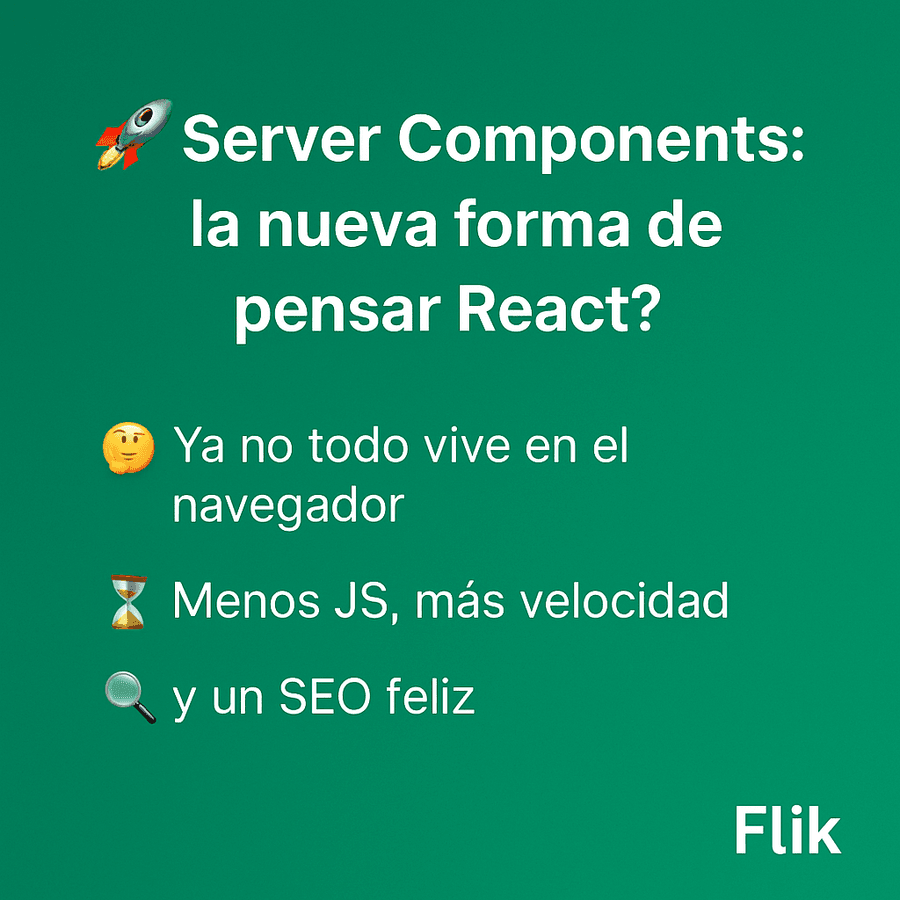 🚀 Server Components:
la nueva forma de
pensar React?
🤔 Ya no todo vive en el
navegador
⏳ Menos JS, más velocidad
🔍 y un SEO feliz
Flik